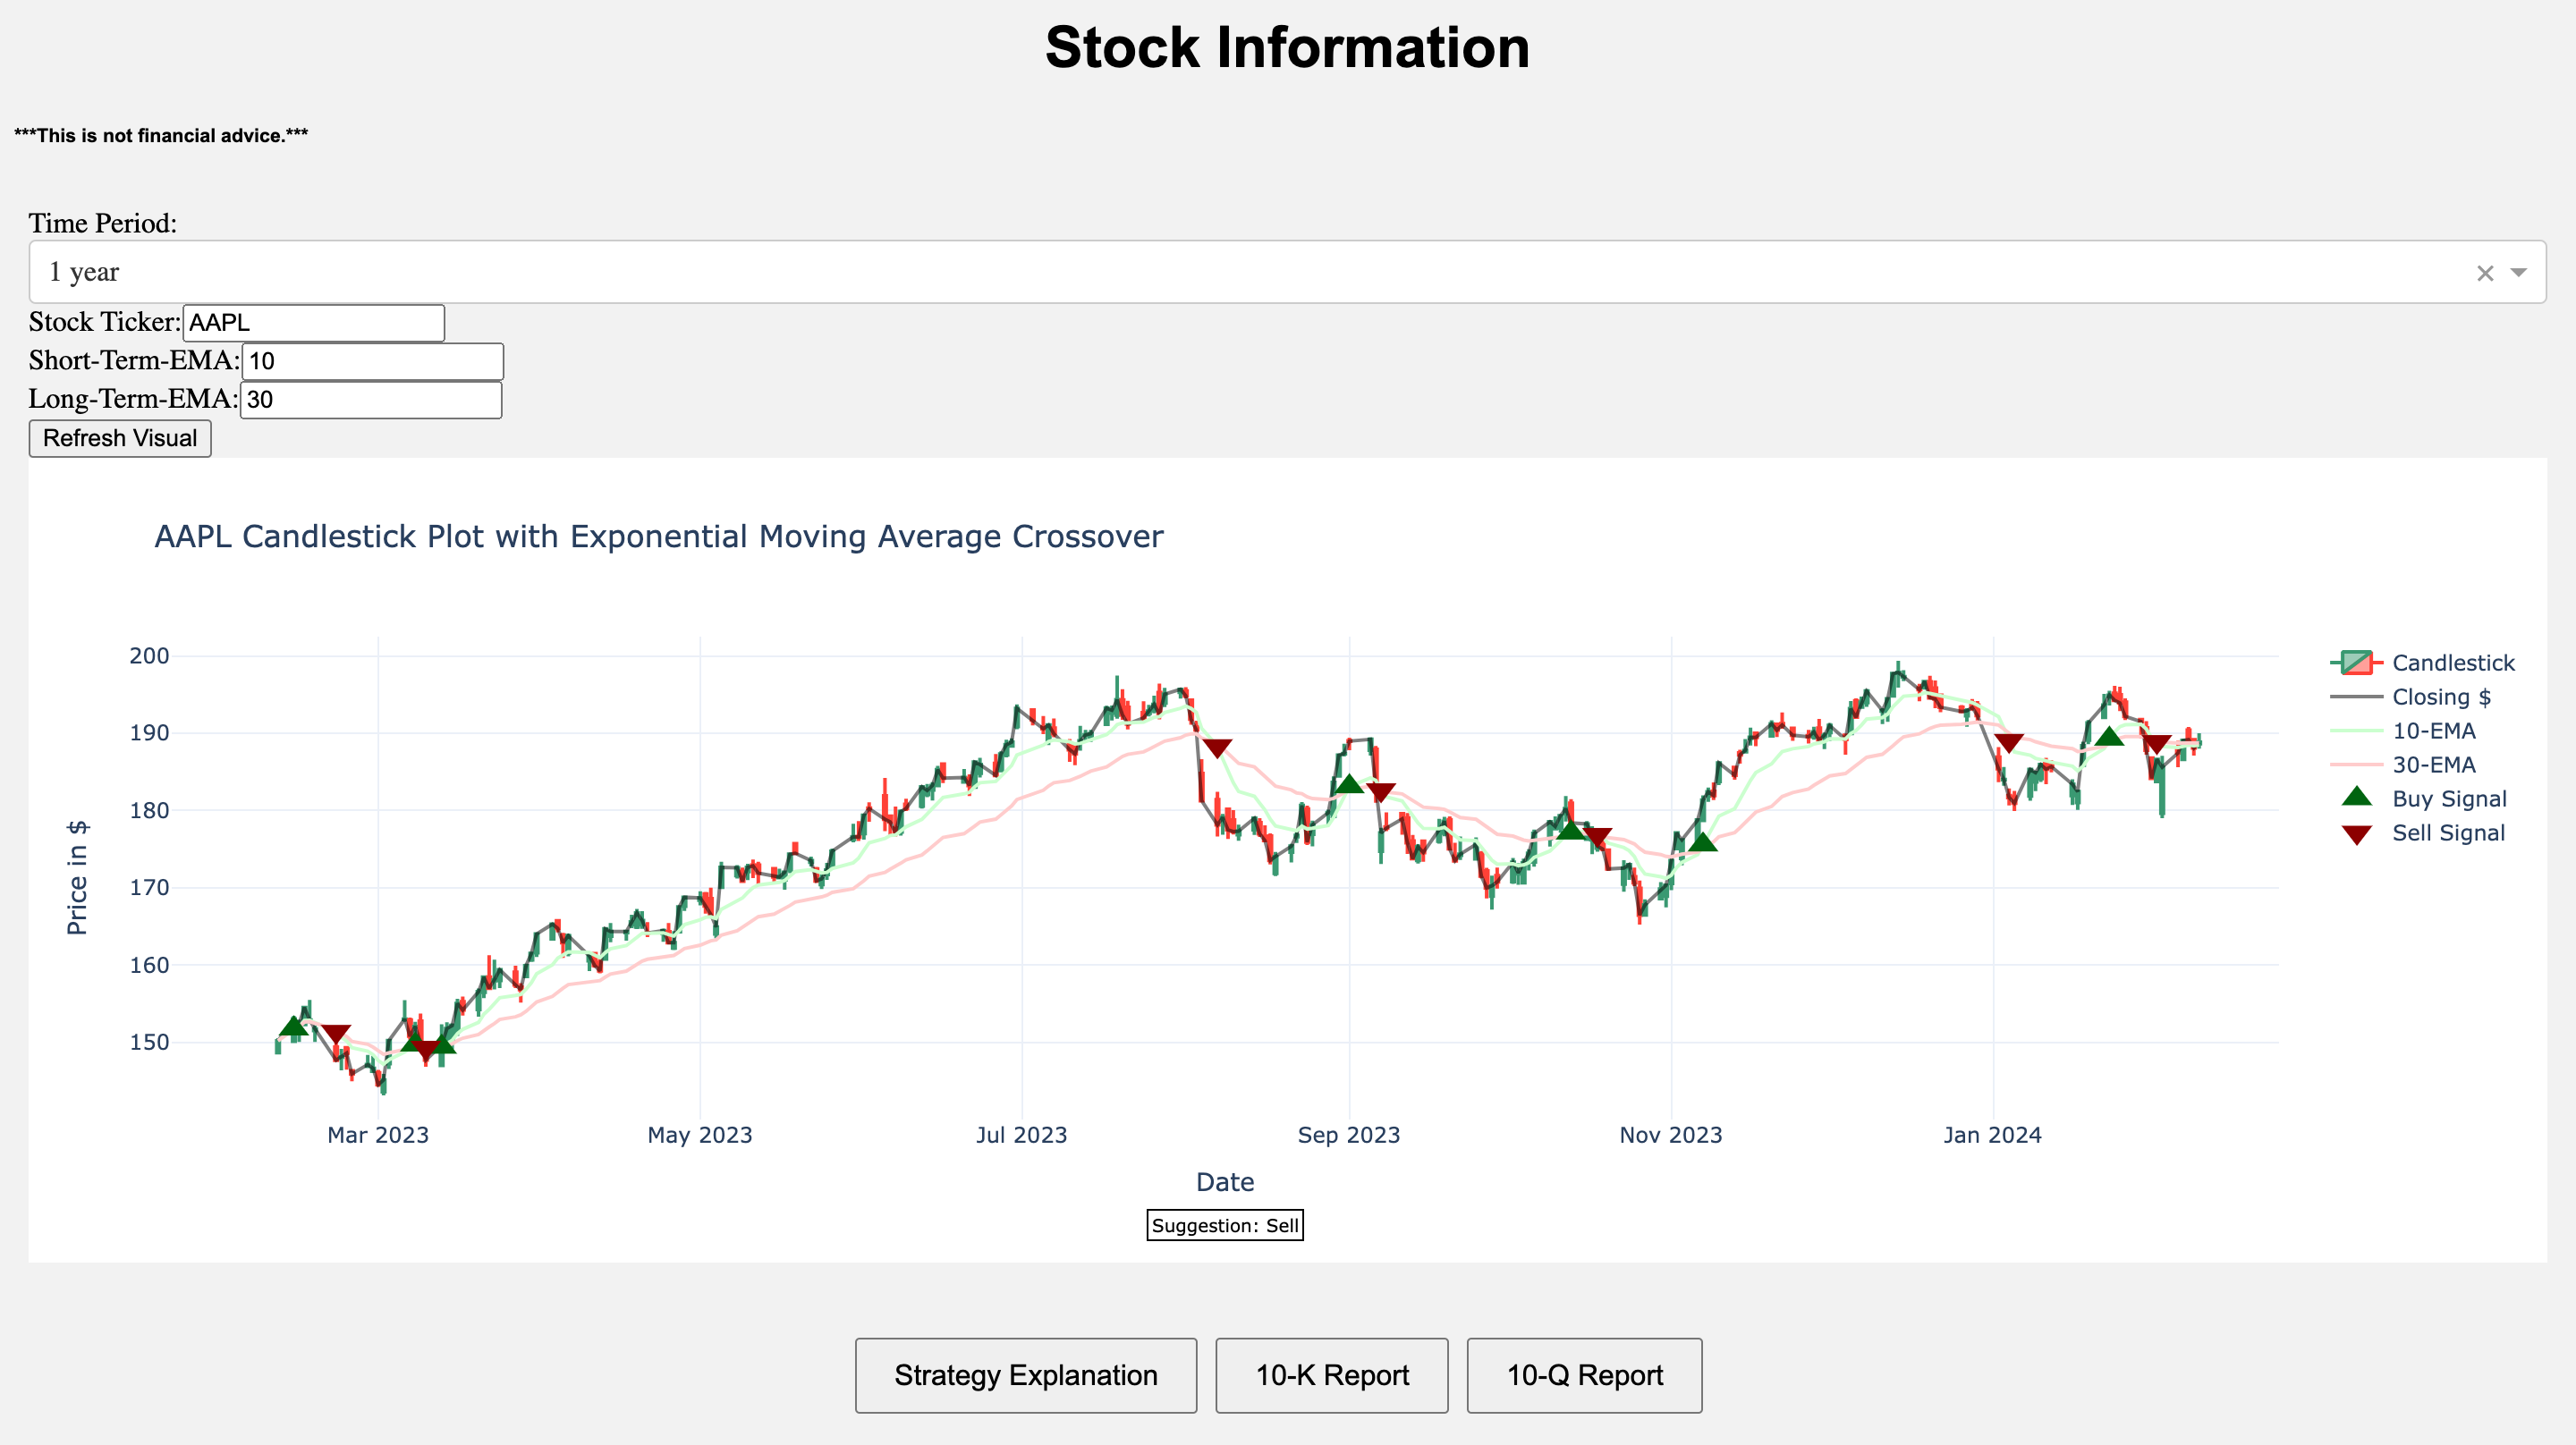 Stock Information
***This is not financial advice.***
Time Period:
1 year
Stock Ticker: AAPL
Short-Term-EMA: 10
Long-Term-EMA: 30
Refresh Visual
AAPL Candlestick Plot with Exponential Moving Average Crossover
200
190
180
170
160
150
Price in $
Mar 2023
May 2023
Jul 2023
Sep 2023
Nov 2023
Jan 2024
Date
Candlestick
Closing $
10-EMA
30-EMA
Buy Signal
Sell Signal
Suggestion: Sell
Strategy Explanation
10-K Report
10-Q Report